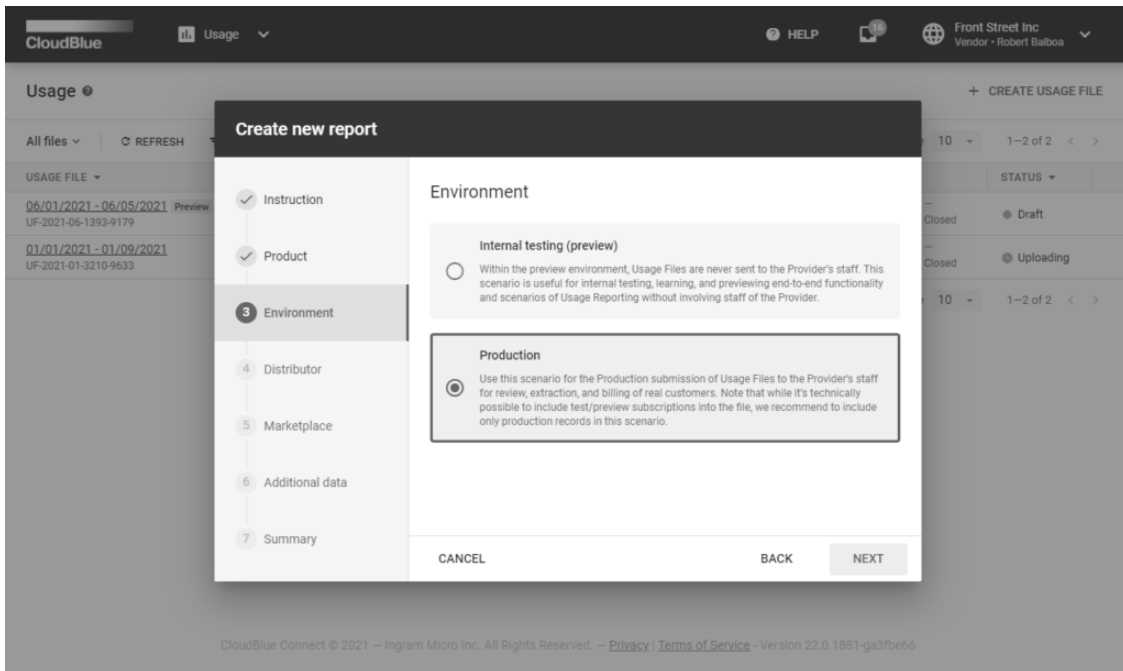 CloudBlue
Usage
HELP
16
Front Street Inc
Vendor • Robert Balboa
Usage
+ CREATE USAGE FILE
All files
REFRESH
10
1–2 of 2 < >
USAGE FILE
STATUS
06/01/2021 - 06/05/2021 Preview
UF-2021-06-1393-9179
—
Closed
Draft
01/01/2021 - 01/09/2021
UF-2021-01-3210-9633
—
Closed
Uploading
10
1–2 of 2 < >
Create new report
Instruction
Product
3 Environment
4 Distributor
5 Marketplace
6 Additional data
7 Summary
Environment
Internal testing (preview)
Within the preview environment, Usage Files are never sent to the Provider's staff. This
scenario is useful for internal testing, learning, and previewing end-to-end functionality
and scenarios of Usage Reporting without involving staff of the Provider.
Production
Use this scenario for the Production submission of Usage Files to the Provider's staff
for review, extraction, and billing of real customers. Note that while it's technically
possible to include test/preview subscriptions into the file, we recommend to include
only production records in this scenario.
CANCEL
BACK
NEXT
CloudBlue Connect © 2021 — Ingram Micro Inc. All Rights Reserved. — Privacy | Terms of Service - Version 22.0.1881-ga3fbe66